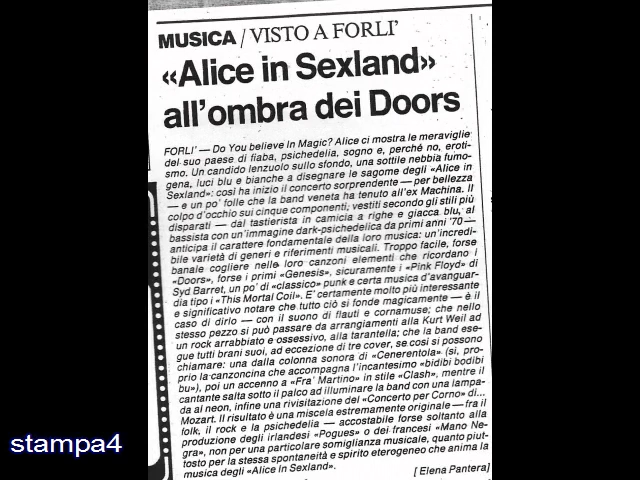 MUSICA / VISTO A FORLI'
«Alice in Sexland»
all'ombra dei Doors
FORLI' — Do You believe In Magic? Alice ci mostra le meraviglie
del suo paese di fiaba, psichedelia, sogno e, perché no, eroti-
smo. Un candido lenzuolo sullo sfondo, una sottile nebbia fumo-
gena, luci blu e bianche a disegnare le sagome degli «Alice in
Sexland»: così ha inizio il concerto sorprendente — per bellezza
— e un po' folle che la band veneta ha tenuto all'ex Machina. Il
colpo d'occhio sui cinque componenti, vestiti secondo gli stili più
disparati — dal tastierista in camicia a righe e giacca blu, al
bassista con un'immagine dark-psichedelica da primi anni '70 —
anticipa il carattere fondamentale della loro musica: un'incredi-
bile varietà di generi e riferimenti musicali. Troppo facile, forse
banale cogliere nelle loro canzoni elementi che ricordano i
«Doors», forse i primi «Genesis», sicuramente i «Pink Floyd» di
Syd Barret, un po' di «classico» punk e certa musica d'avanguar-
dia tipo i «This Mortal Coil». E' certamente molto più interessante
e significativo notare che tutto ciò si fonde magicamente — è il
caso di dirlo — con il suono di flauti e cornamuse; che nello
stesso pezzo si può passare da arrangiamenti alla Kurt Weil ad
un rock arrabbiato e ossessivo, alla tarantella; che la band ese-
gue tutti brani suoi, ad eccezione di tre cover, se così si possono
chiamare: una dalla colonna sonora di «Cenerentola» (sì, pro-
prio la canzoncina che accompagna l'incantesimo «bidibi bodibi
bu»), poi un accenno a «Fra' Martino» in stile «Clash», mentre il
cantante salta sotto il palco ad illuminare la band con una lampa-
da al neon, infine una rivisitazione del «Concerto per Corno» di...
Mozart. Il risultato è una miscela estremamente originale — fra il
folk, il rock e la psichedelia — accostabile forse soltanto alla
produzione degli irlandesi «Pogues» o dei francesi «Mano Ne-
gra», non per una particolare somiglianza musicale, quanto piut-
tosto per la stessa spontaneità e spirito eterogeneo che anima la
musica degli «Alice In Sexland».
[ Elena Pantera]
stampa4